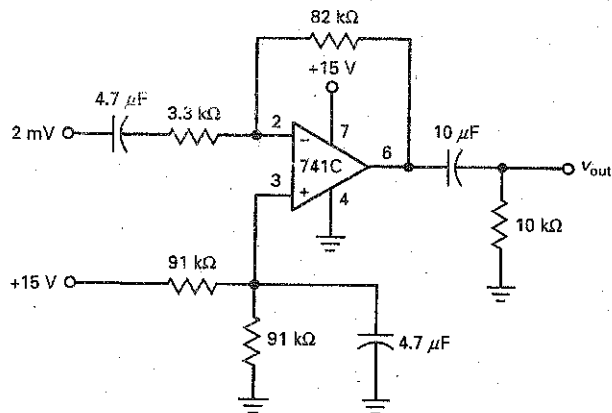 82 kΩ
+15 V
4.7 μF
3.3 kΩ
2 mV
2
−
7
741C
6
10 μF
v_out
3
+
4
10 kΩ
+15 V
91 kΩ
91 kΩ
4.7 μF